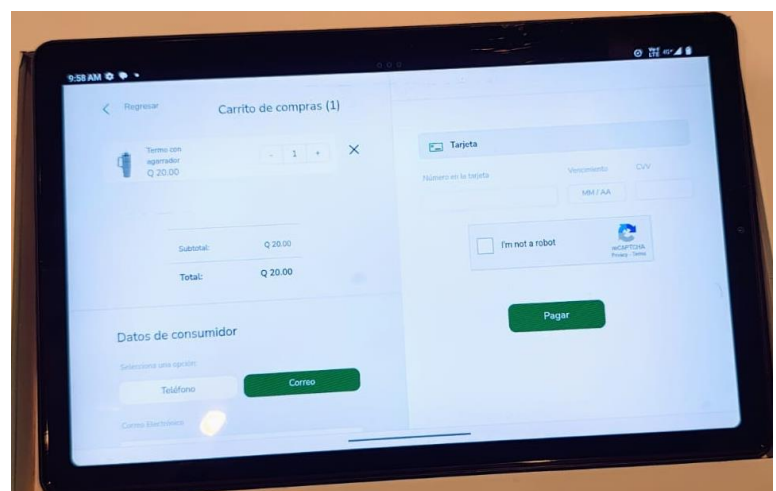 9:58 AM
VoLTE 4G+
Regresar
Carrito de compras (1)
Termo con
agarrador
Q 20.00
- 1 +
Subtotal: Q 20.00
Total: Q 20.00
Datos de consumidor
Seleccione una opción
Teléfono
Correo
Correo Electrónico
Tarjeta
Número en la tarjeta
Vencimiento
CVV
MM / AA
I'm not a robot
reCAPTCHA
Privacy - Terms
Pagar